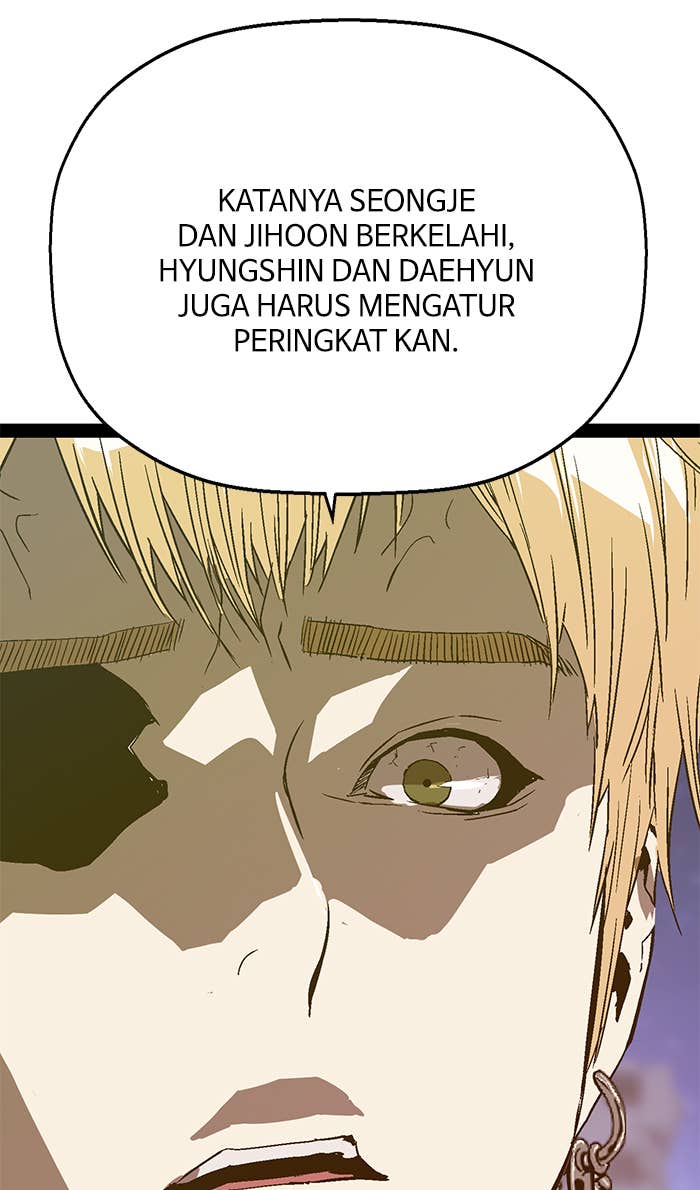 KATANYA SEONGJE
DAN JIHOON BERKELAHI,
HYUNGSHIN DAN DAEHYUN
JUGA HARUS MENGATUR
PERINGKAT KAN.